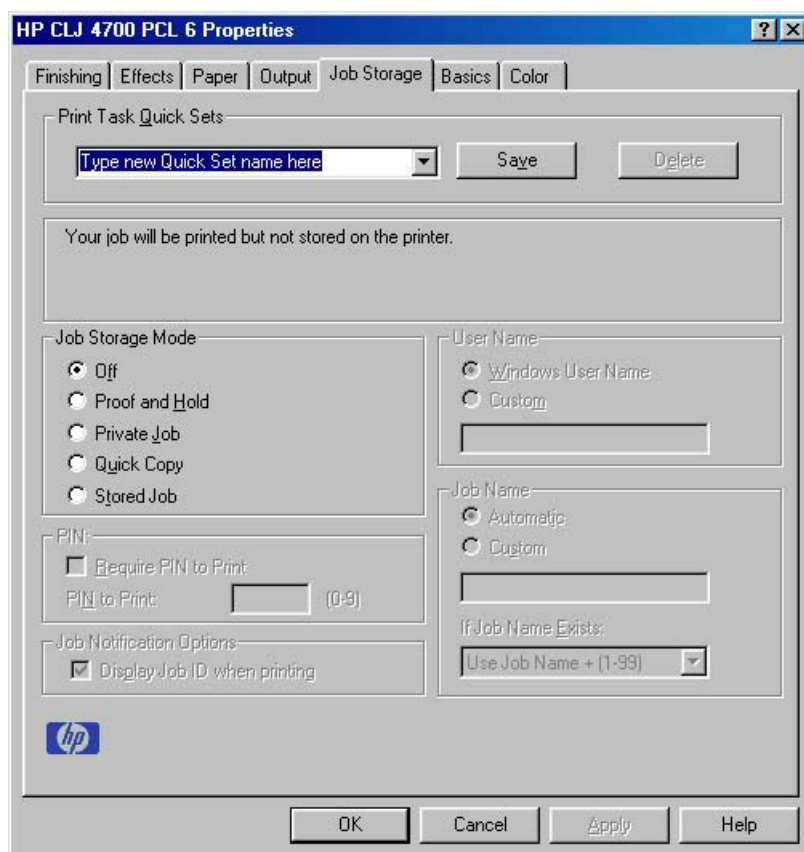 HP CLJ 4700 PCL 6 Properties
Finishing Effects Paper Output Job Storage Basics Color
Print Task Quick Sets
Type new Quick Set name here Save Delete
Your job will be printed but not stored on the printer.
Job Storage Mode
Off
Proof and Hold
Private Job
Quick Copy
Stored Job
User Name
Windows User Name
Custom
PIN:
Require PIN to Print
PIN to Print: (0-9)
Job Name
Automatic
Custom
If Job Name Exists:
Use Job Name + (1-99)
Job Notification Options
Display Job ID when printing
hp
OK Cancel Apply Help